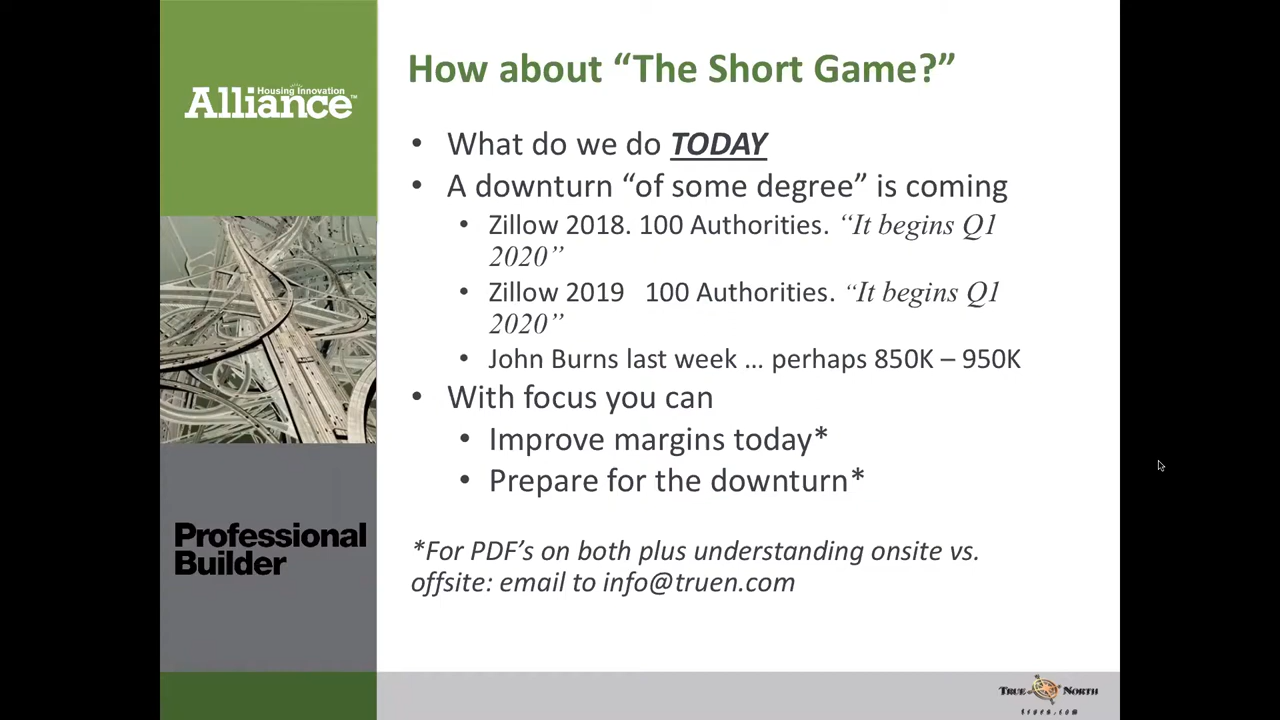 Housing Innovation
Alliance™
How about “The Short Game?”
• What do we do TODAY
• A downturn “of some degree” is coming
• Zillow 2018. 100 Authorities. “It begins Q1
2020”
• Zillow 2019 100 Authorities. “It begins Q1
2020”
• John Burns last week … perhaps 850K – 950K
• With focus you can
• Improve margins today*
• Prepare for the downturn*
Professional
Builder
*For PDF’s on both plus understanding onsite vs.
offsite: email to info@truen.com
TRUE NORTH
truen.com